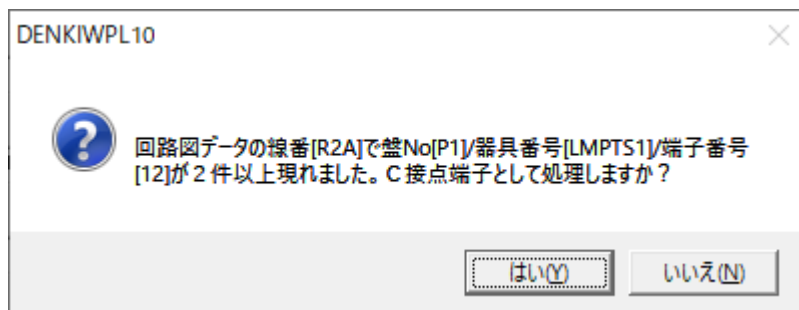 DENKIWPL10
回路図データの線番[R2A]で盤No[P1]/器具番号[LMPTS1]/端子番号
[12]が２件以上現れました。C接点端子として処理しますか？
はい(Y)
いいえ(N)